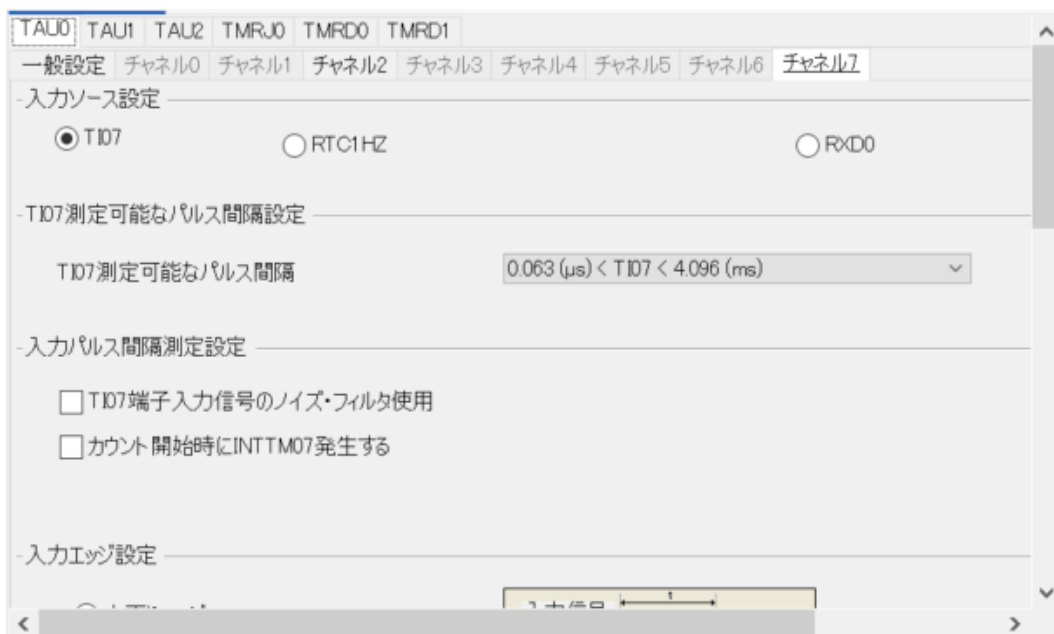 TAU0 TAU1 TAU2 TMRJ0 TMRD0 TMRD1
一般設定 チャネル0 チャネル1 チャネル2 チャネル3 チャネル4 チャネル5 チャネル6 チャネル7
入力ソース設定
TI07 RTC1HZ RXD0
TI07測定可能なパルス間隔設定
TI07測定可能なパルス間隔 0.063 (μs) < TI07 < 4.096 (ms)
入力パルス間隔測定設定
TI07端子入力信号のノイズ・フィルタ使用
カウント開始時にINTTM07発生する
入力エッジ設定
入力信号 t